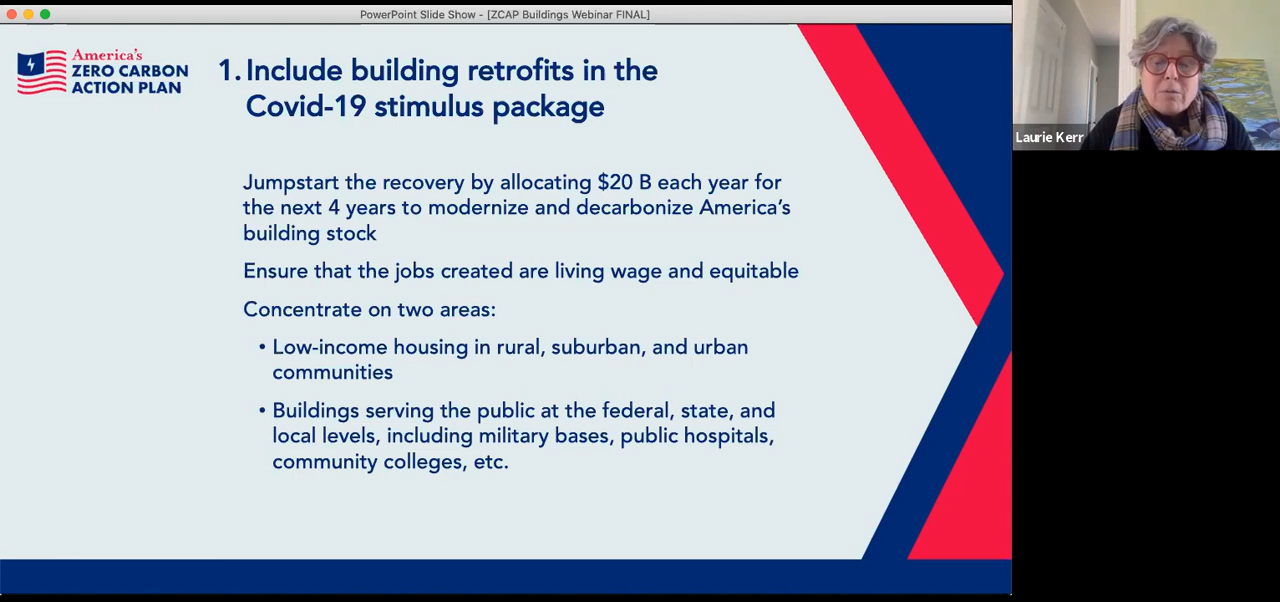 PowerPoint Slide Show - [ZCAP Buildings Webinar FINAL]
America's
ZERO CARBON
ACTION PLAN
1. Include building retrofits in the
Covid-19 stimulus package
Jumpstart the recovery by allocating $20 B each year for
the next 4 years to modernize and decarbonize America's
building stock
Ensure that the jobs created are living wage and equitable
Concentrate on two areas:
• Low-income housing in rural, suburban, and urban
communities
• Buildings serving the public at the federal, state, and
local levels, including military bases, public hospitals,
community colleges, etc.
Laurie Kerr